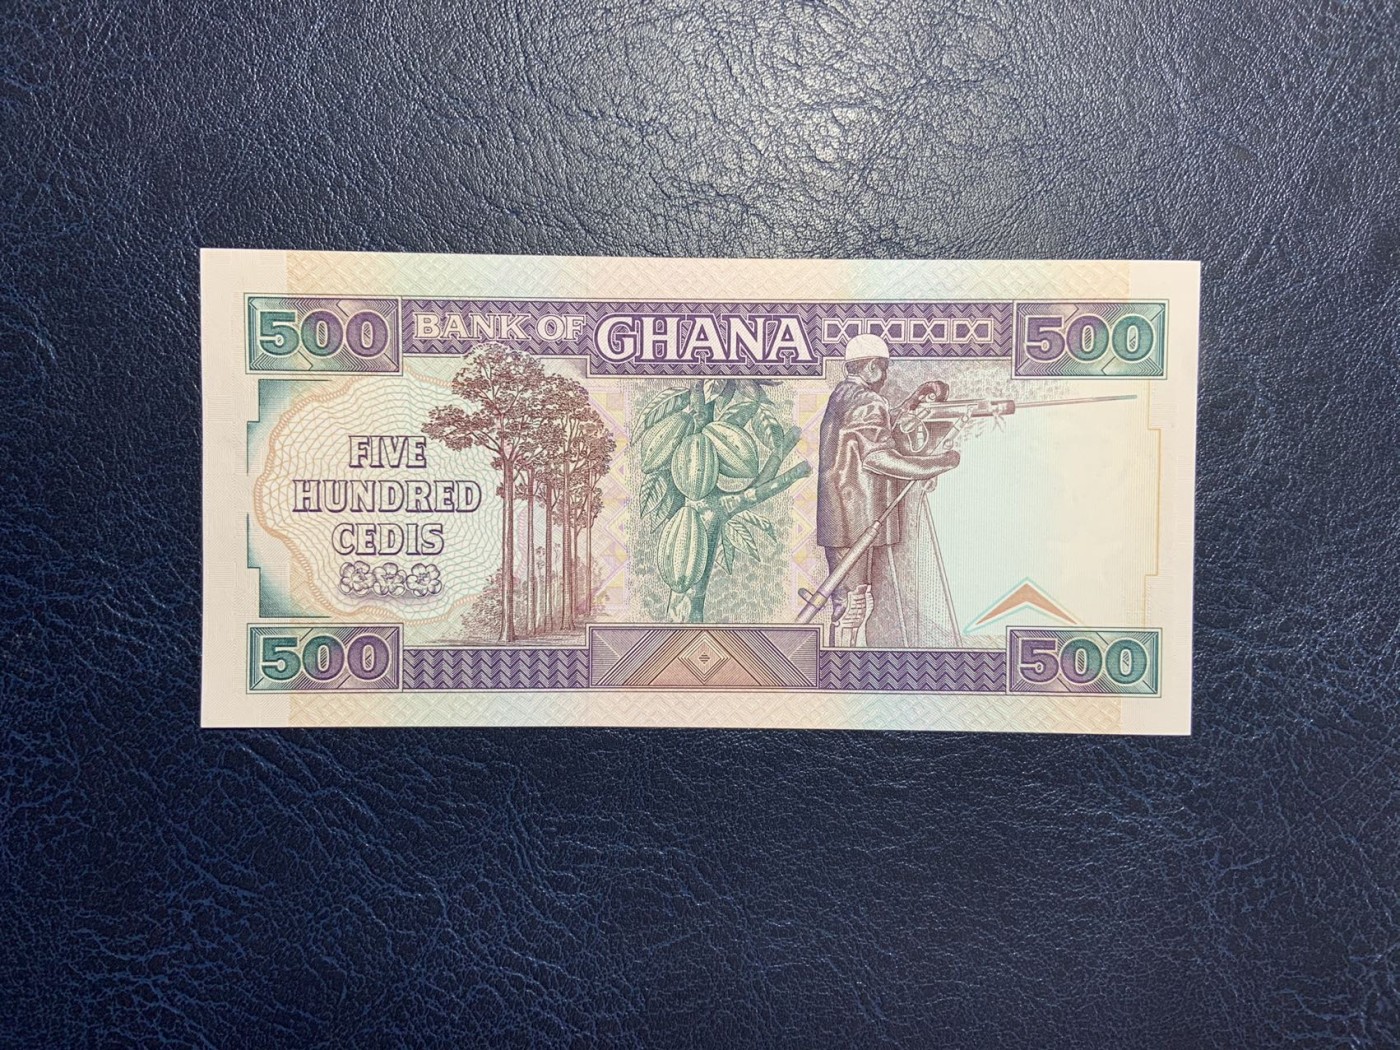 500 BANK OF GHANA 500
FIVE
HUNDRED
CEDIS
500 500